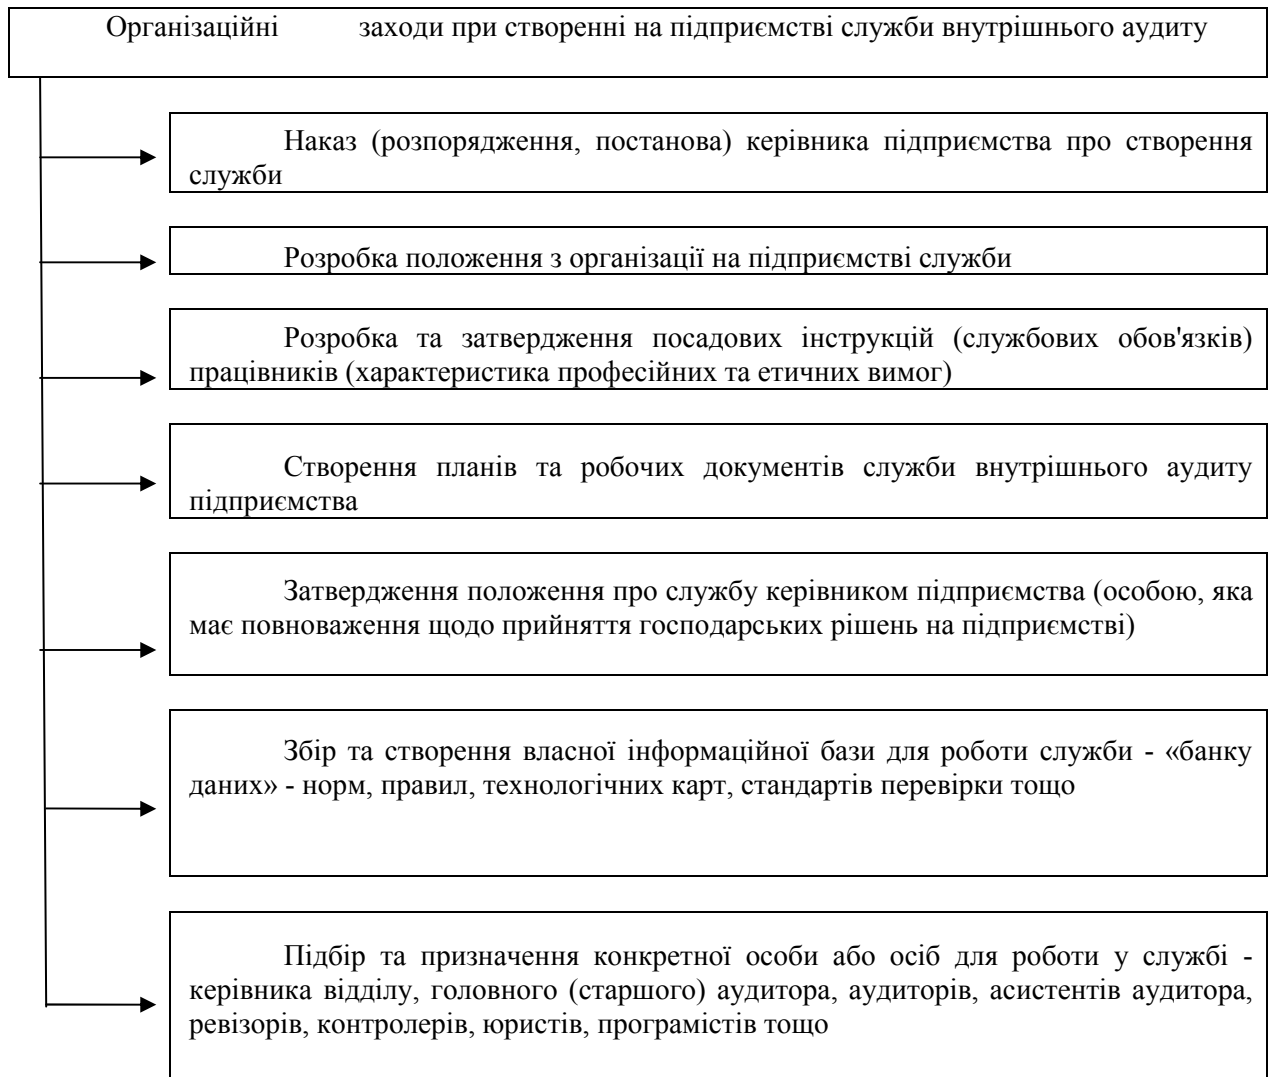 Організаційні заходи при створенні на підприємстві служби внутрішнього аудиту
Наказ (розпорядження, постанова) керівника підприємства про створення
служби
Розробка положення з організації на підприємстві служби
Розробка та затвердження посадових інструкцій (службових обов'язків)
працівників (характеристика професійних та етичних вимог)
Створення планів та робочих документів служби внутрішнього аудиту
підприємства
Затвердження положення про службу керівником підприємства (особою, яка
має повноваження щодо прийняття господарських рішень на підприємстві)
Збір та створення власної інформаційної бази для роботи служби - «банку
даних» - норм, правил, технологічних карт, стандартів перевірки тощо
Підбір та призначення конкретної особи або осіб для роботи у службі -
керівника відділу, головного (старшого) аудитора, аудиторів, асистентів аудитора,
ревізорів, контролерів, юристів, програмістів тощо